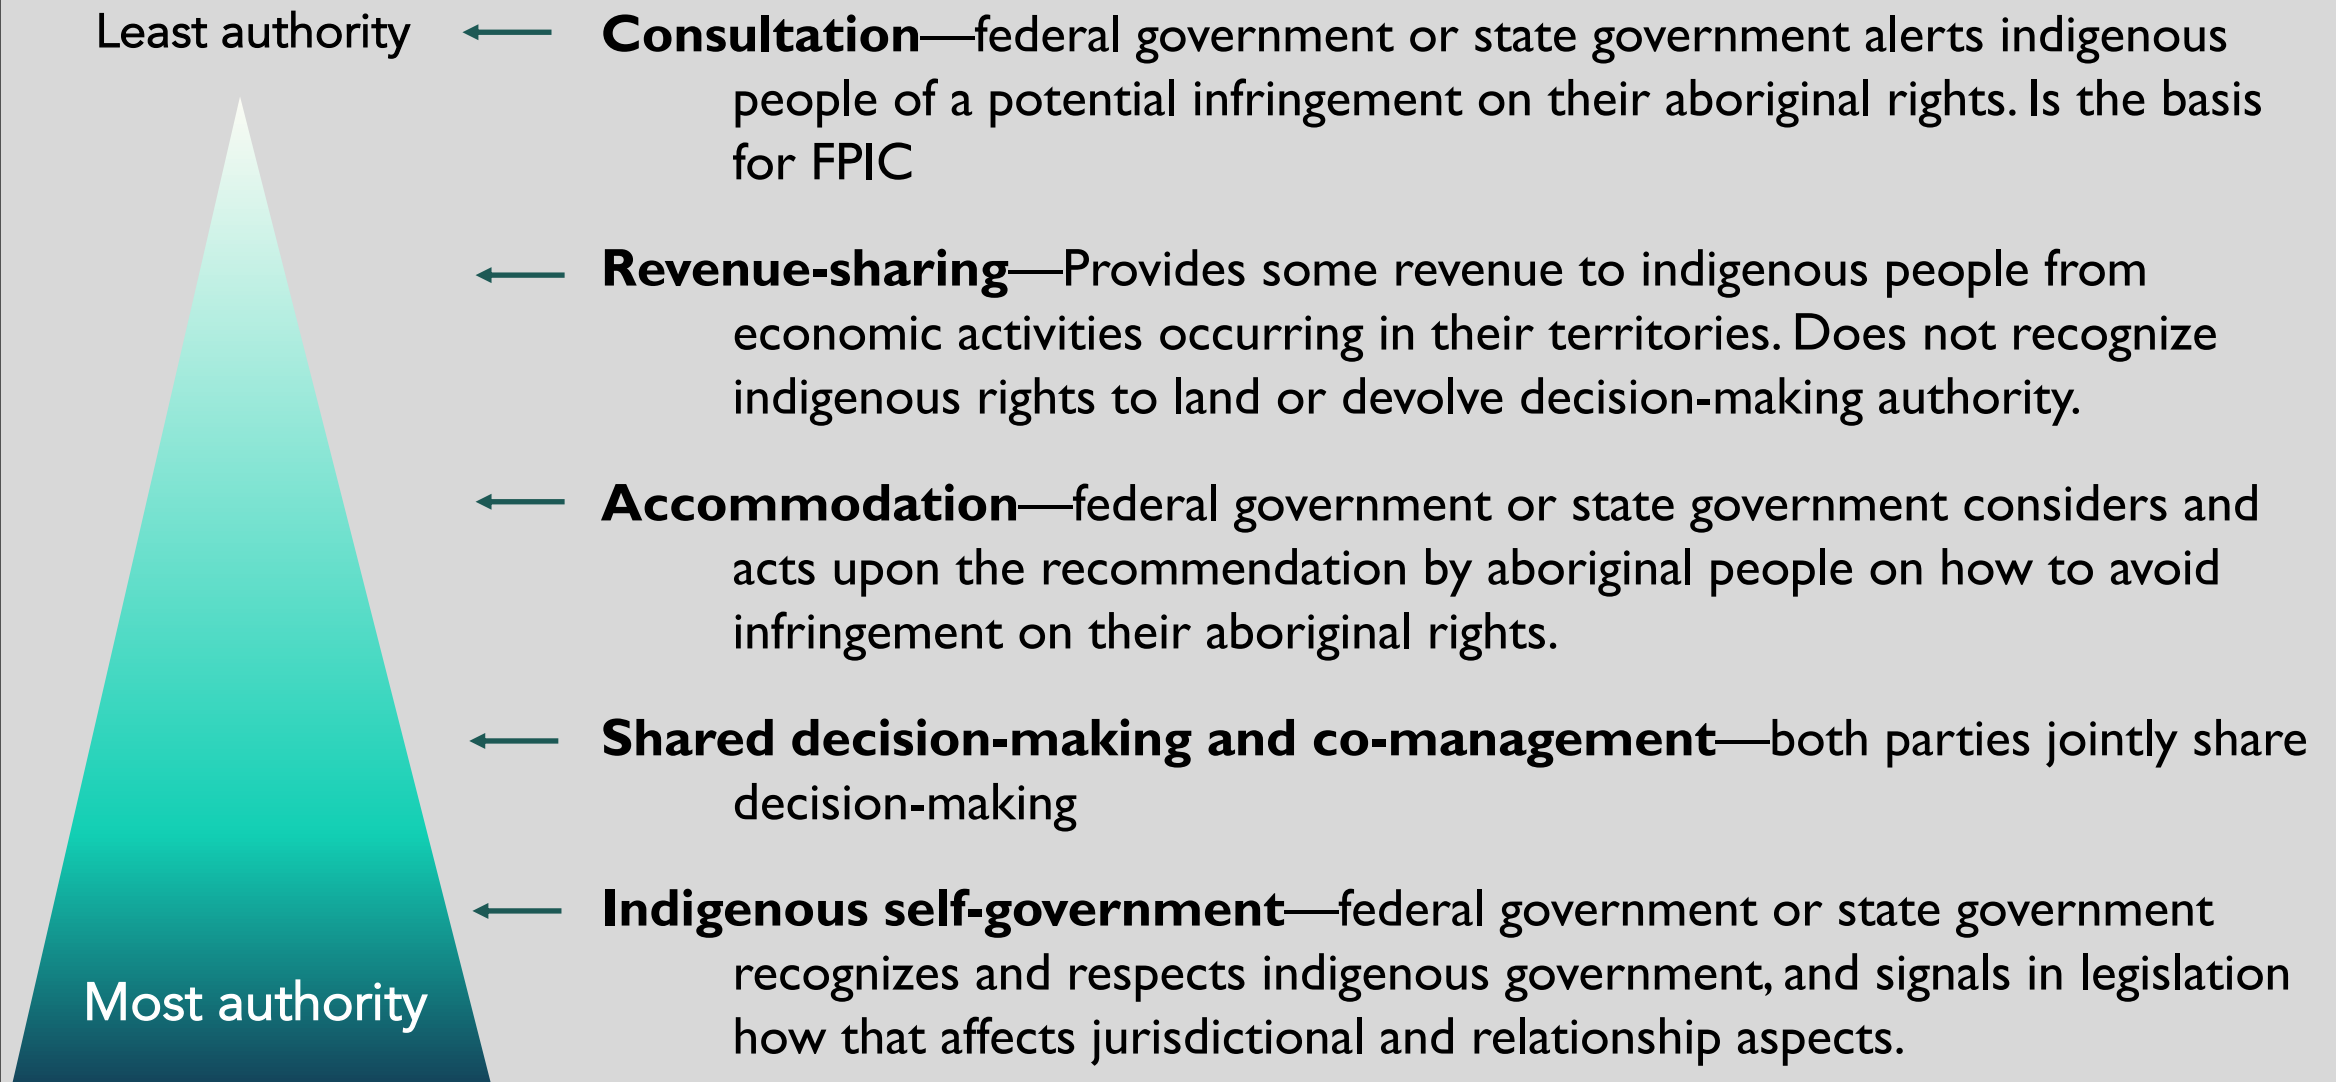 Least authority
Consultation—federal government or state government alerts indigenous
people of a potential infringement on their aboriginal rights. Is the basis
for FPIC
Revenue-sharing—Provides some revenue to indigenous people from
economic activities occurring in their territories. Does not recognize
indigenous rights to land or devolve decision-making authority.
Accommodation—federal government or state government considers and
acts upon the recommendation by aboriginal people on how to avoid
infringement on their aboriginal rights.
Shared decision-making and co-management—both parties jointly share
decision-making
Indigenous self-government—federal government or state government
recognizes and respects indigenous government, and signals in legislation
how that affects jurisdictional and relationship aspects.
Most authority